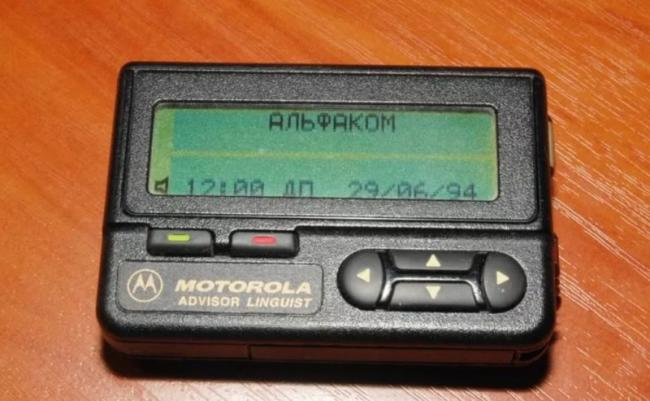 АЛЬФАКОМ
12:00 ДП 29/06/94
MOTOROLA
ADVISOR LINGUIST